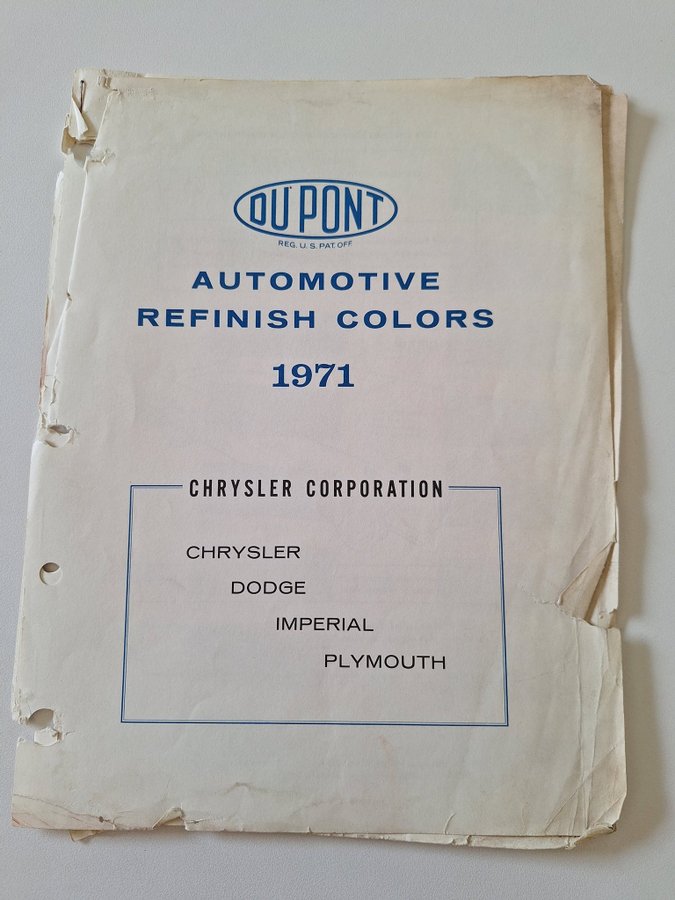 DU PONT
REG. U. S. PAT. OFF.
AUTOMOTIVE
REFINISH COLORS
1971
CHRYSLER CORPORATION
CHRYSLER
DODGE
IMPERIAL
PLYMOUTH